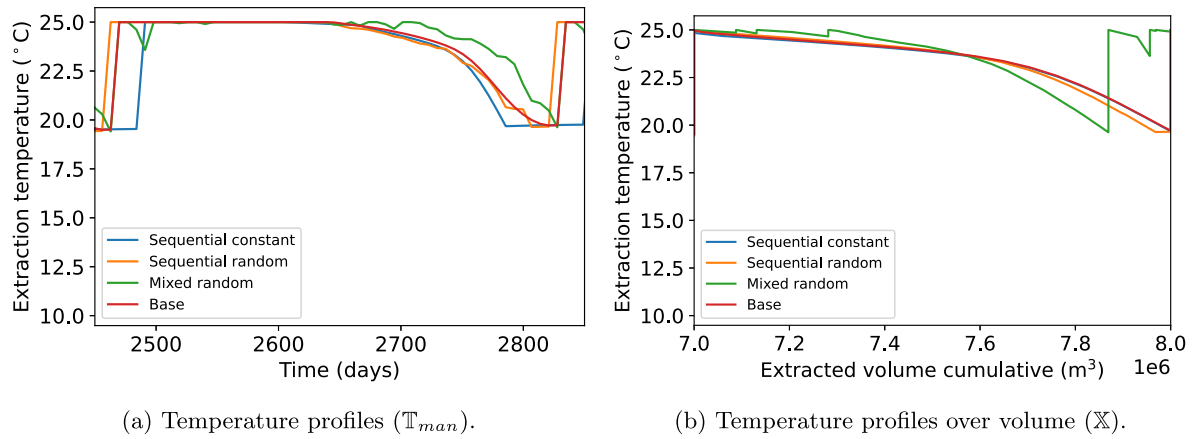 25.0
22.5
20.0
17.5
15.0
12.5
10.0
Extraction temperature (°C)
Sequential constant
Sequential random
Mixed random
Base
2500
2600
2700
2800
Time (days)
(a) Temperature profiles (𝕋man).
25.0
22.5
20.0
17.5
15.0
12.5
10.0
Extraction temperature (°C)
Sequential constant
Sequential random
Mixed random
Base
7.0
7.2
7.4
7.6
7.8
8.0
1e6
Extracted volume cumulative (m³)
(b) Temperature profiles over volume (𝕏).